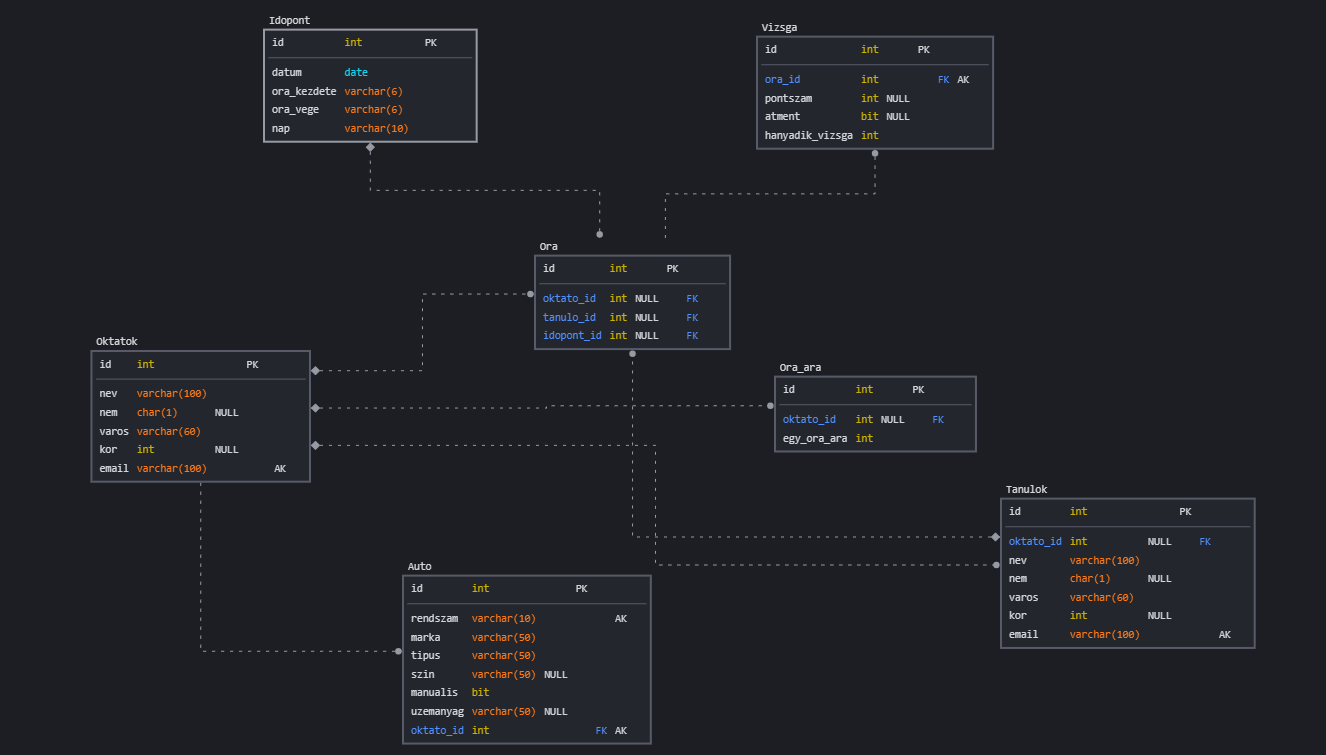 Idopont
id int PK
datum date
ora_kezdete varchar(6)
ora_vege varchar(6)
nap varchar(10)
Vizsga
id int PK
ora_id int FK AK
pontszam int NULL
atment bit NULL
hanyadik_vizsga int
Ora
id int PK
oktato_id int NULL FK
tanulo_id int NULL FK
idopont_id int NULL FK
Oktatok
id int PK
nev varchar(100)
nem char(1) NULL
varos varchar(60)
kor int NULL
email varchar(100) AK
Ora_ara
id int PK
oktato_id int NULL FK
egy_ora_ara int
Tanulok
id int PK
oktato_id int NULL FK
nev varchar(100)
nem char(1) NULL
varos varchar(60)
kor int NULL
email varchar(100) AK
Auto
id int PK
rendszam varchar(10) AK
marka varchar(50)
tipus varchar(50)
szin varchar(50) NULL
manualis bit
uzemanyag varchar(50) NULL
oktato_id int FK AK